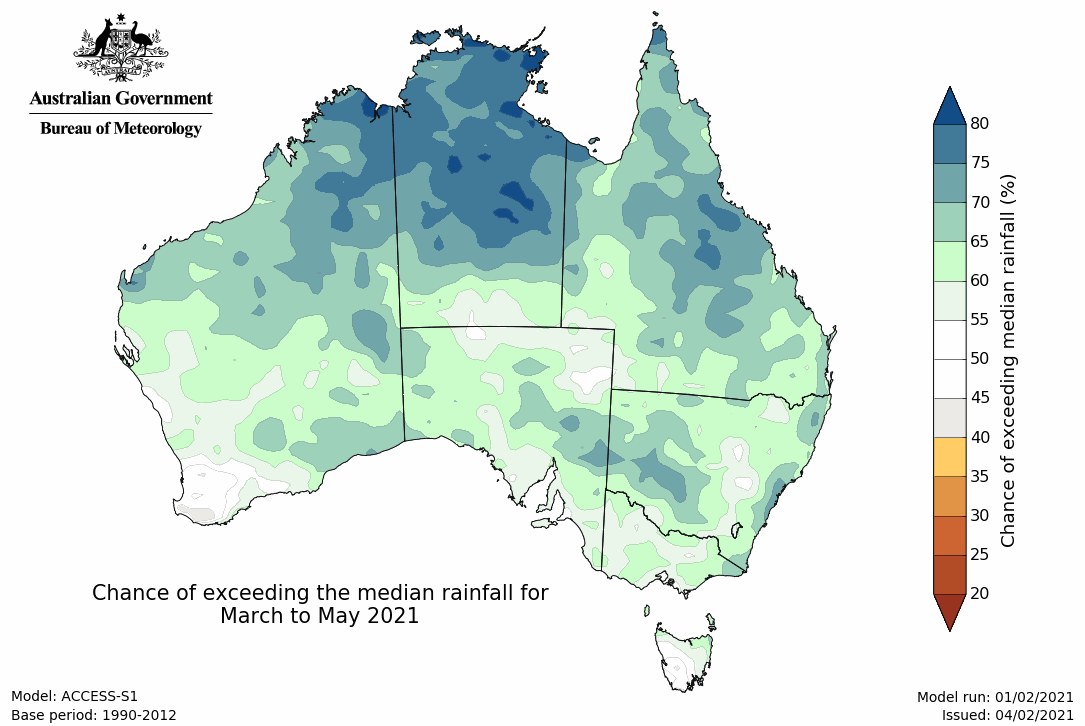 Australian Government
Bureau of Meteorology
80
75
70
65
60
55
50
45
40
35
30
25
20
Chance of exceeding median rainfall (%)
Chance of exceeding the median rainfall for
March to May 2021
Model: ACCESS-S1
Base period: 1990-2012
Model run: 01/02/2021
Issued: 04/02/2021